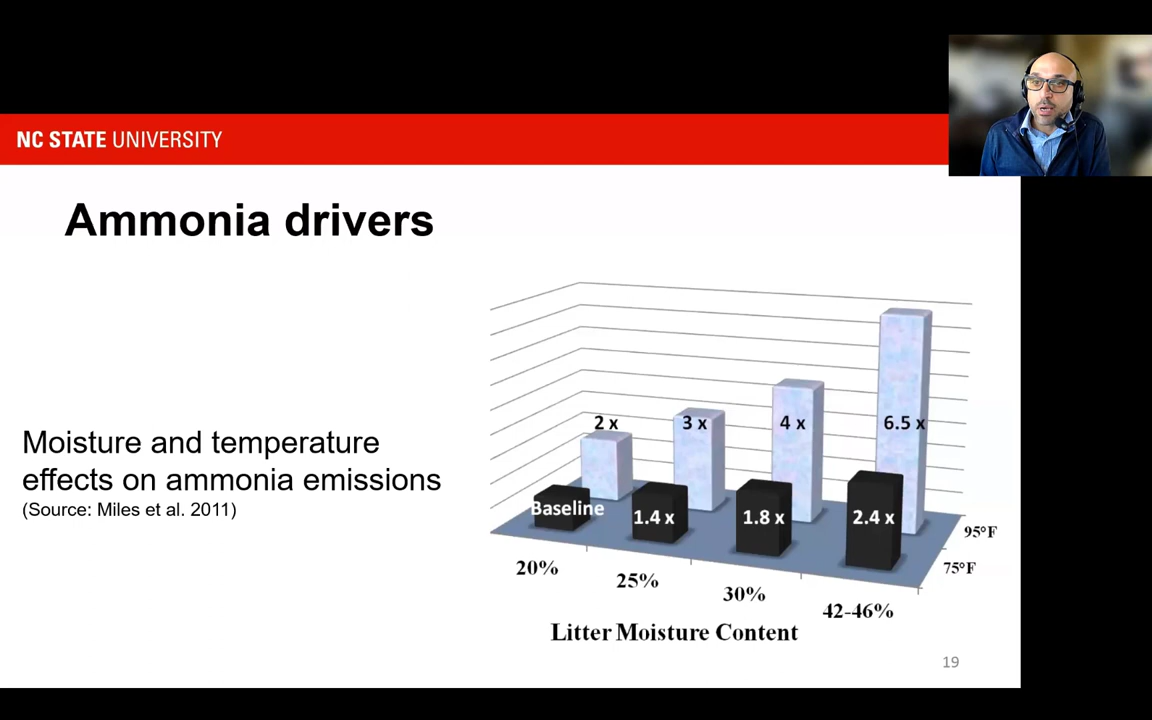 NC STATE UNIVERSITY
Ammonia drivers
Moisture and temperature
effects on ammonia emissions
(Source: Miles et al. 2011)
2 x
3 x
4 x
6.5 x
Baseline
1.4 x
1.8 x
2.4 x
95°F
75°F
20%
25%
30%
42-46%
Litter Moisture Content
19